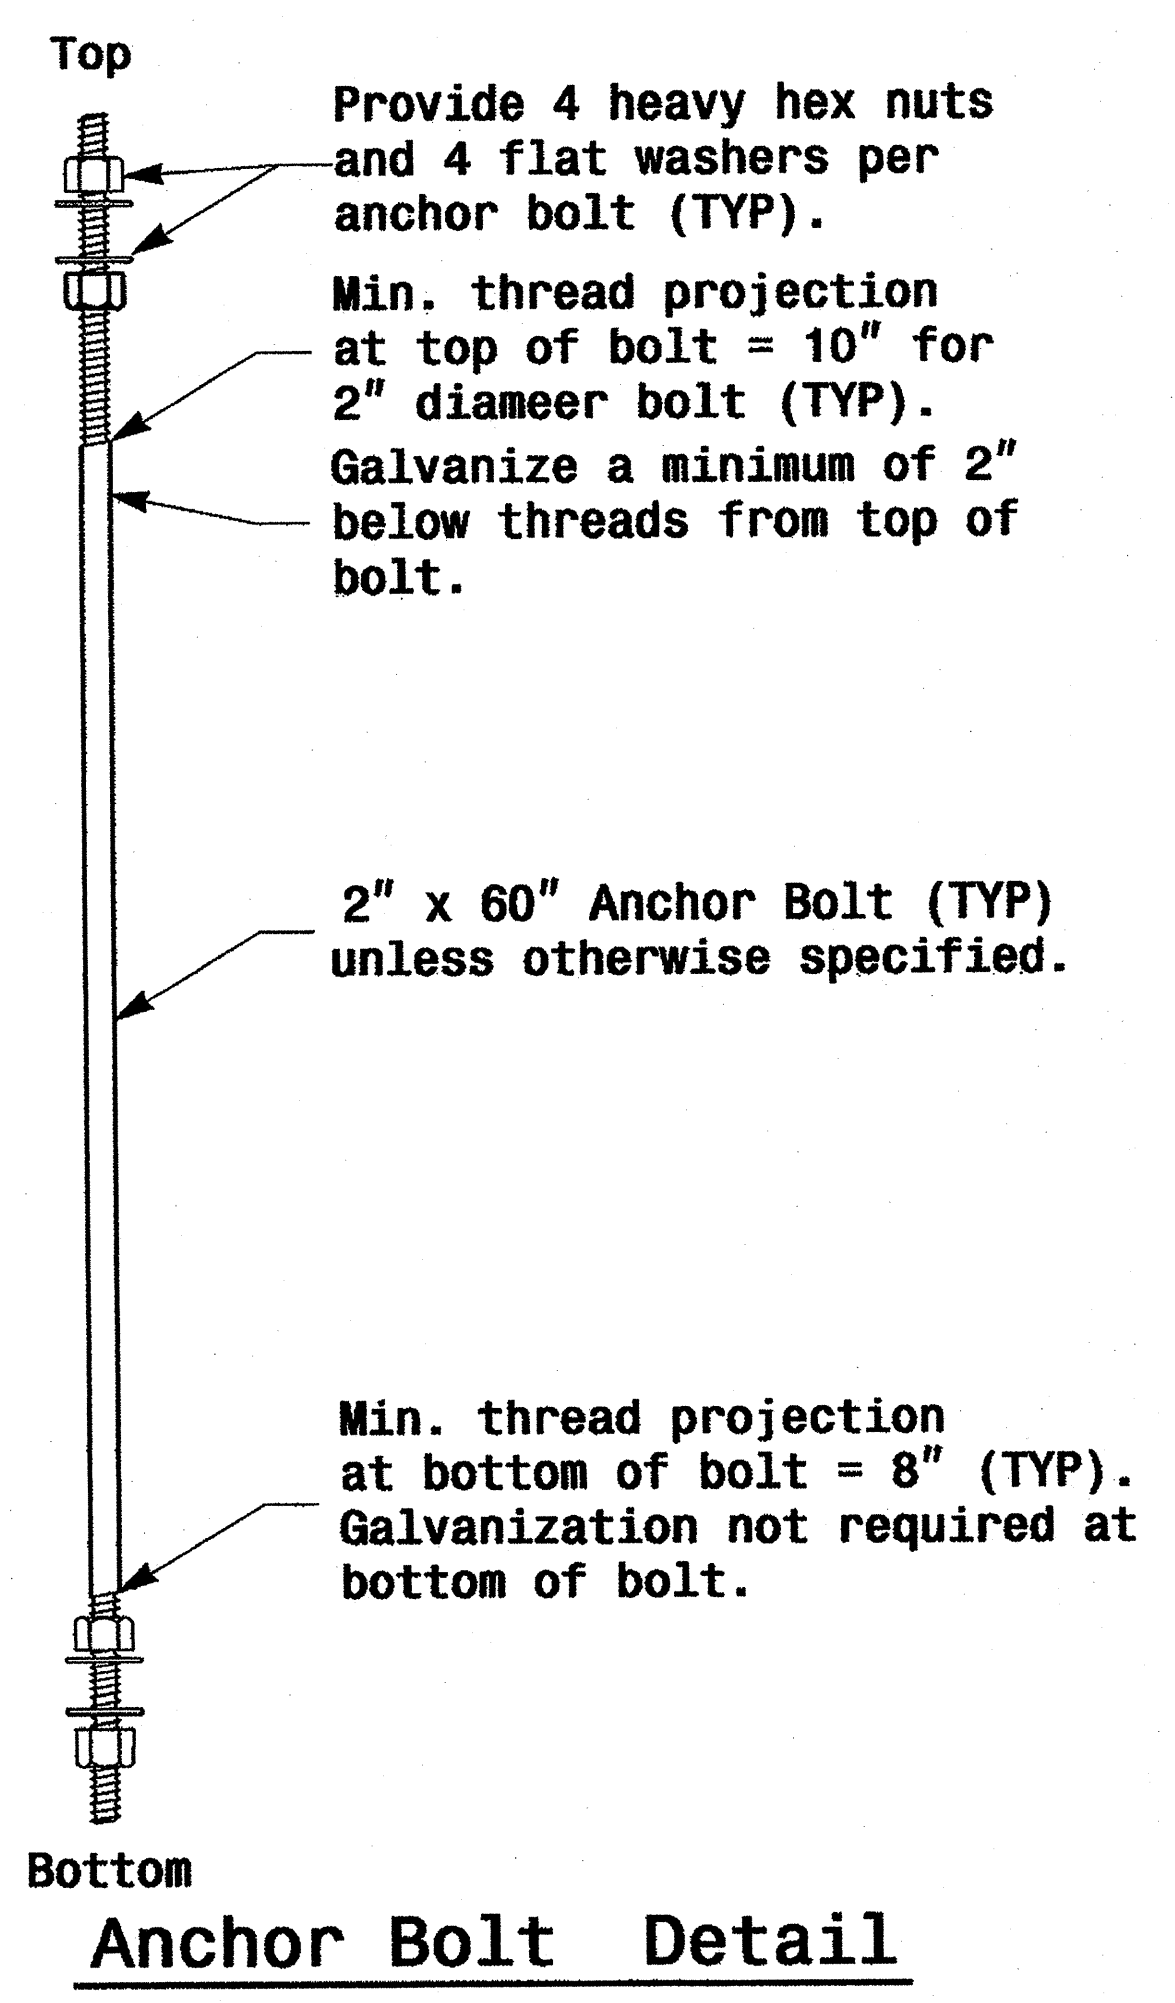 Top
Provide 4 heavy hex nuts
and 4 flat washers per
anchor bolt (TYP).
Min. thread projection
at top of bolt = 10" for
2" diameer bolt (TYP).
Galvanize a minimum of 2"
below threads from top of
bolt.
2" x 60" Anchor Bolt (TYP)
unless otherwise specified.
Min. thread projection
at bottom of bolt = 8" (TYP).
Galvanization not required at
bottom of bolt.
Bottom
Anchor Bolt Detail